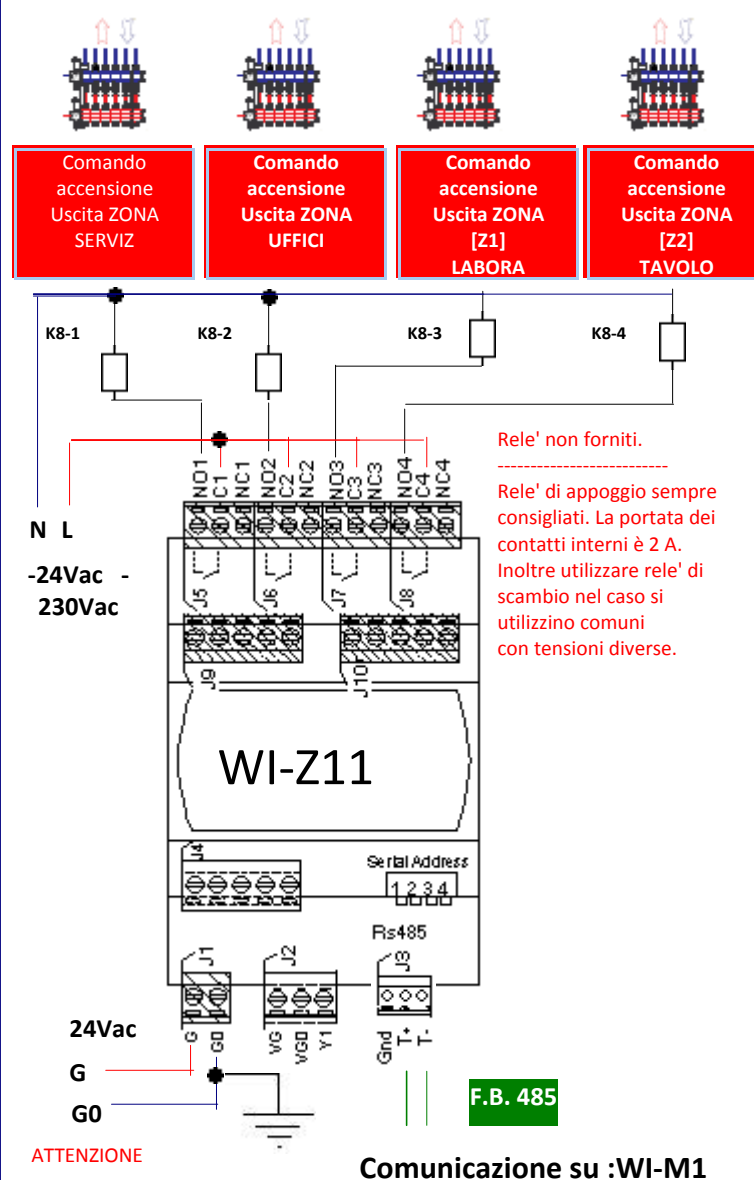 Comando
accensione
Uscita ZONA
SERVIZ
Comando
accensione
Uscita ZONA
UFFICI
Comando
accensione
Uscita ZONA
[Z1]
LABORA
Comando
accensione
Uscita ZONA
[Z2]
TAVOLO
K8-1
K8-2
K8-3
K8-4
Rele' non forniti.
-------------------------
Rele' di appoggio sempre
consigliati. La portata dei
contatti interni è 2 A.
Inoltre utilizzare rele' di
scambio nel caso si
utilizzino comuni
con tensioni diverse.
NO1
C1
NC1
NO2
C2
NC2
NO3
C3
NC3
NO4
C4
NC4
N L
-24Vac -
230Vac
J5
J6
J7
J8
J9
J10
WI-Z11
J4
Serial Address
1 2 3 4
Rs485
J1
J2
J3
G
G0
VG
VG0
Y1
Gnd
T+
T-
24Vac
G
G0
F.B. 485
ATTENZIONE
Comunicazione su :WI-M1